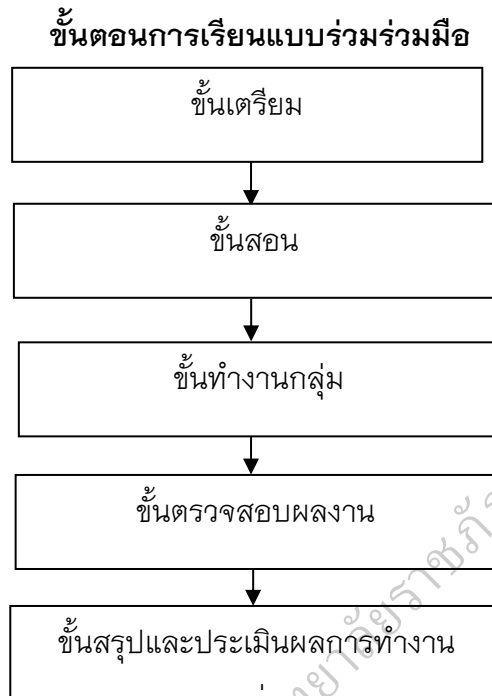 ขั้นตอนการเรียนแบบร่วมร่วมมือ
ขั้นเตรียม
ขั้นสอน
ขั้นทำงานกลุ่ม
ขั้นตรวจสอบผลงาน
ขั้นสรุปและประเมินผลการทำงาน